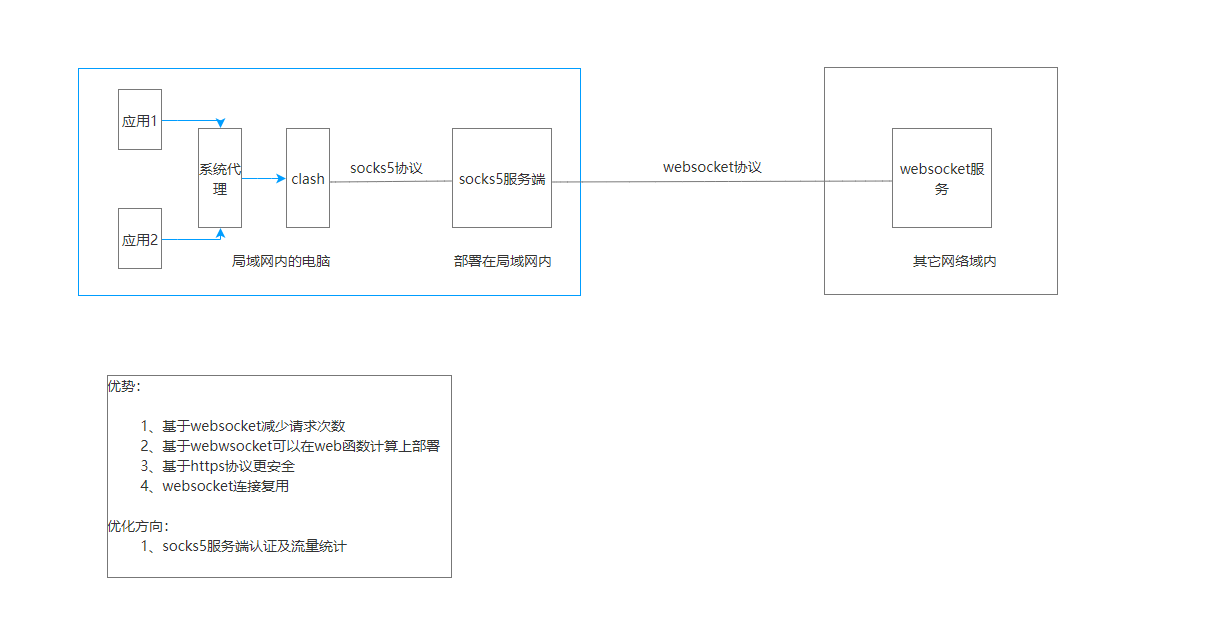 应用1
系统代
理
clash
socks5协议
socks5服务端
websocket协议
websocket服
务
应用2
局域网内的电脑
部署在局域网内
其它网络域内
优势：
1、基于websocket减少请求次数
2、基于webwsocket可以在web函数计算上部署
3、基于https协议更安全
4、websocket连接复用
优化方向：
1、socks5服务端认证及流量统计